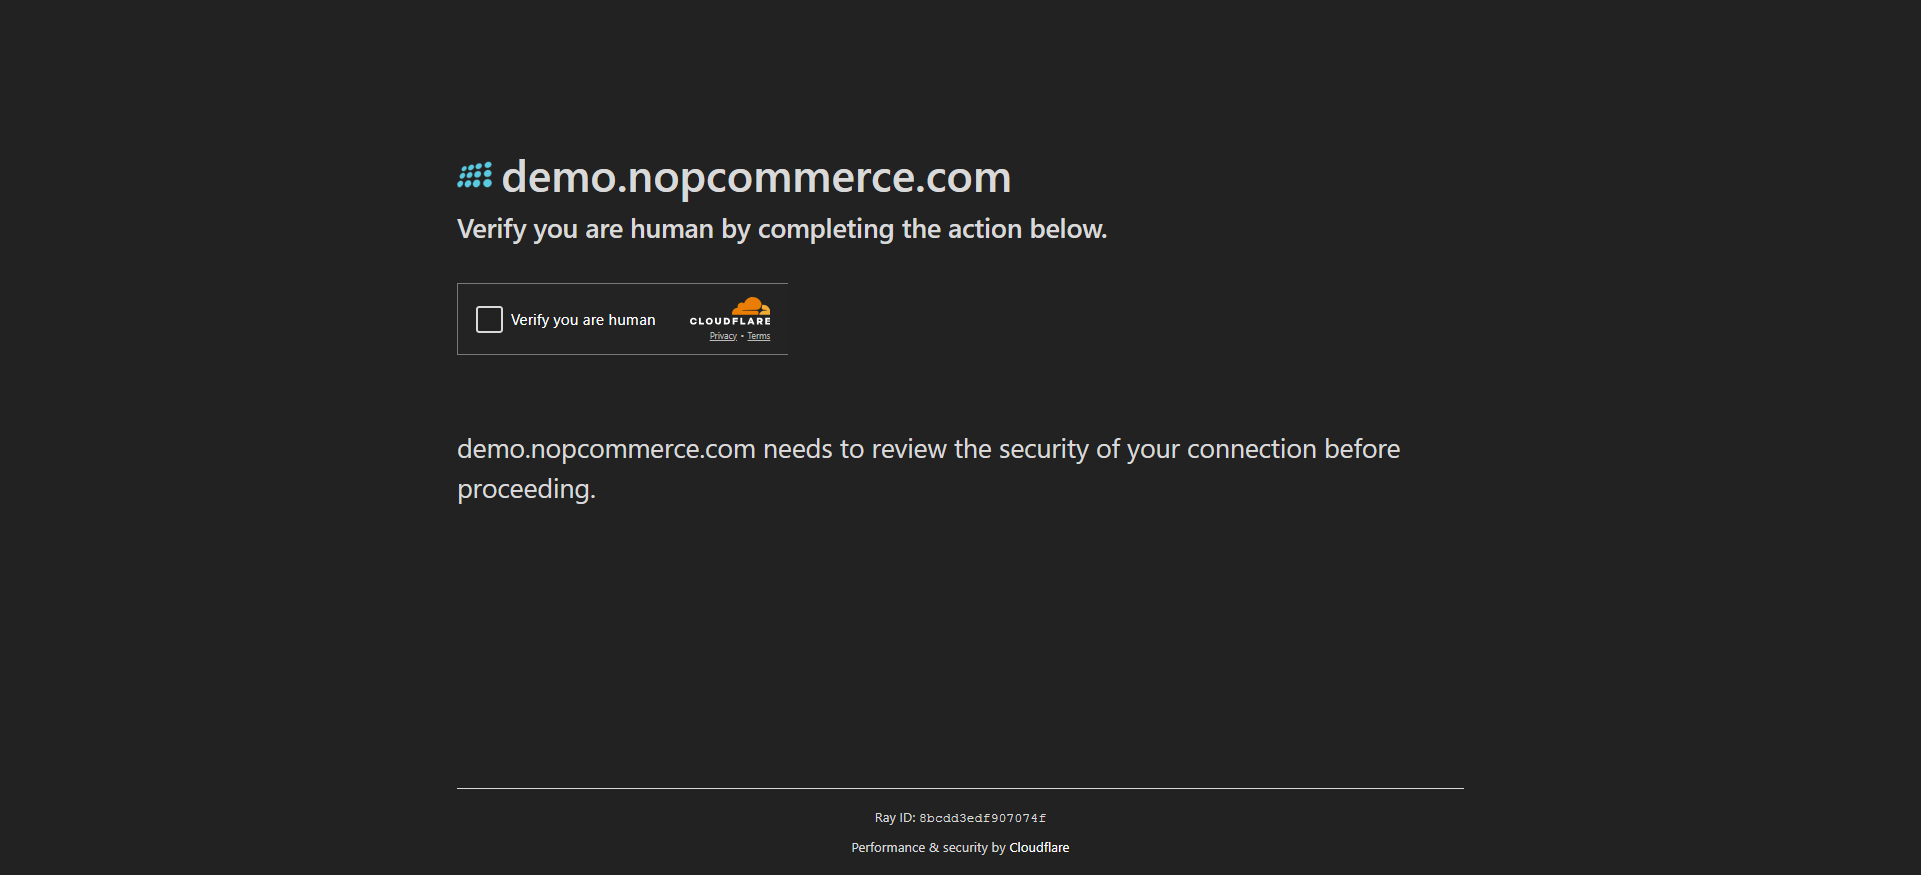 demo.nopcommerce.com
Verify you are human by completing the action below.
Verify you are human
CLOUDFLARE
Privacy • Terms
demo.nopcommerce.com needs to review the security of your connection before
proceeding.
Ray ID: 8bcdd3edf907074f
Performance & security by Cloudflare